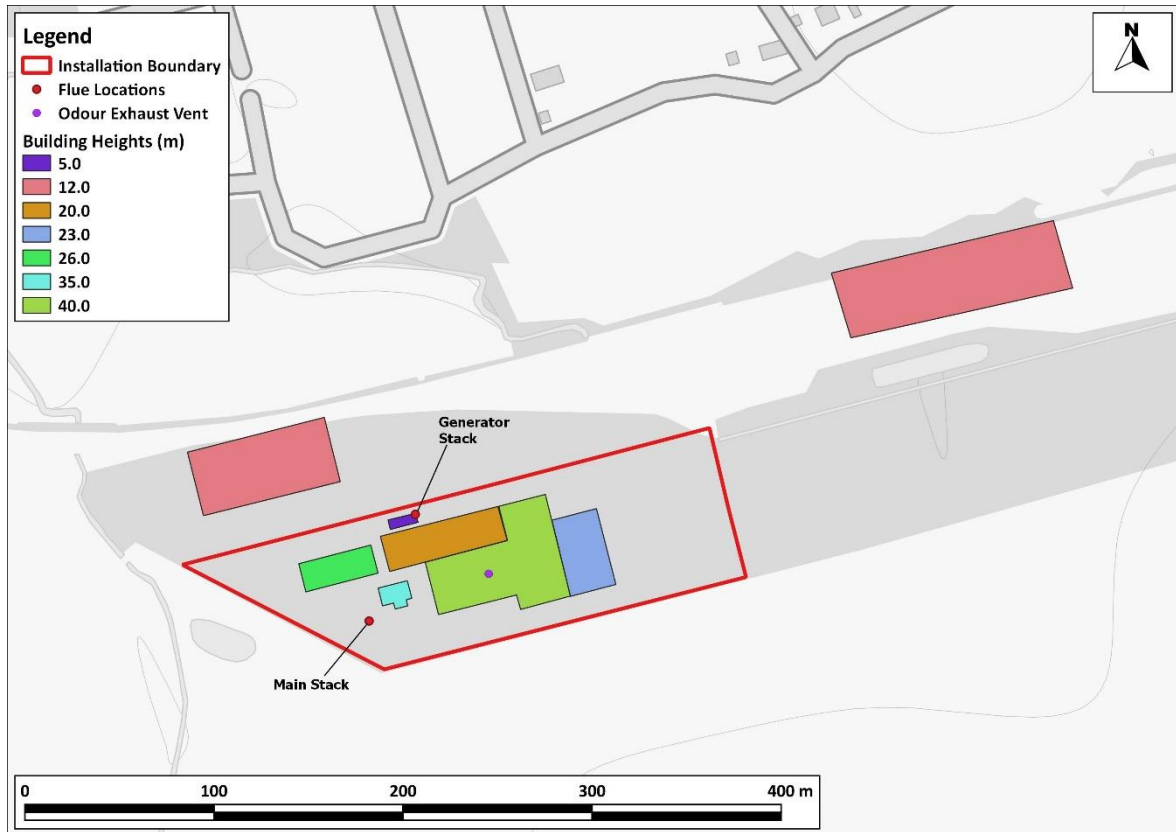 Legend
Installation Boundary
Flue Locations
Odour Exhaust Vent
Building Heights (m)
5.0
12.0
20.0
23.0
26.0
35.0
40.0
N
Generator
Stack
Main Stack
0 100 200 300 400 m